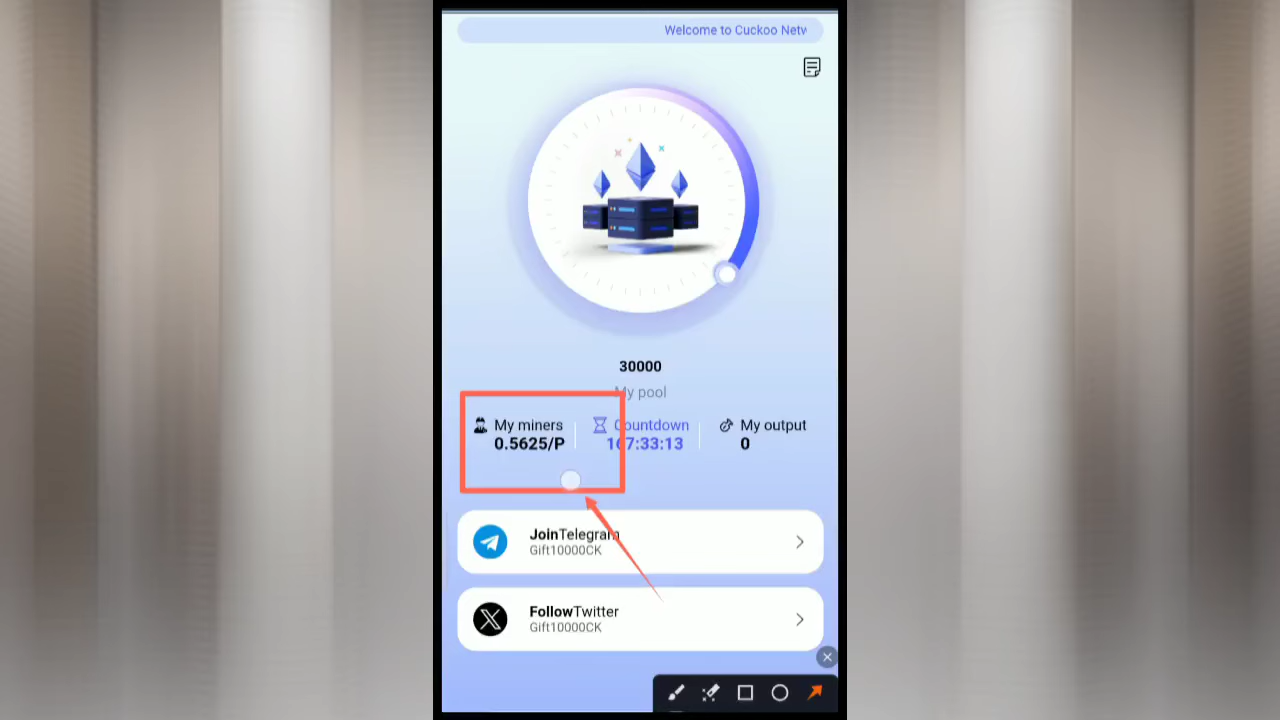 Welcome to Cuckoo Netw
30000
My pool
My miners
0.5625/P
Countdown
167:33:13
My output
0
JoinTelegram
Gift10000CK
FollowTwitter
Gift10000CK